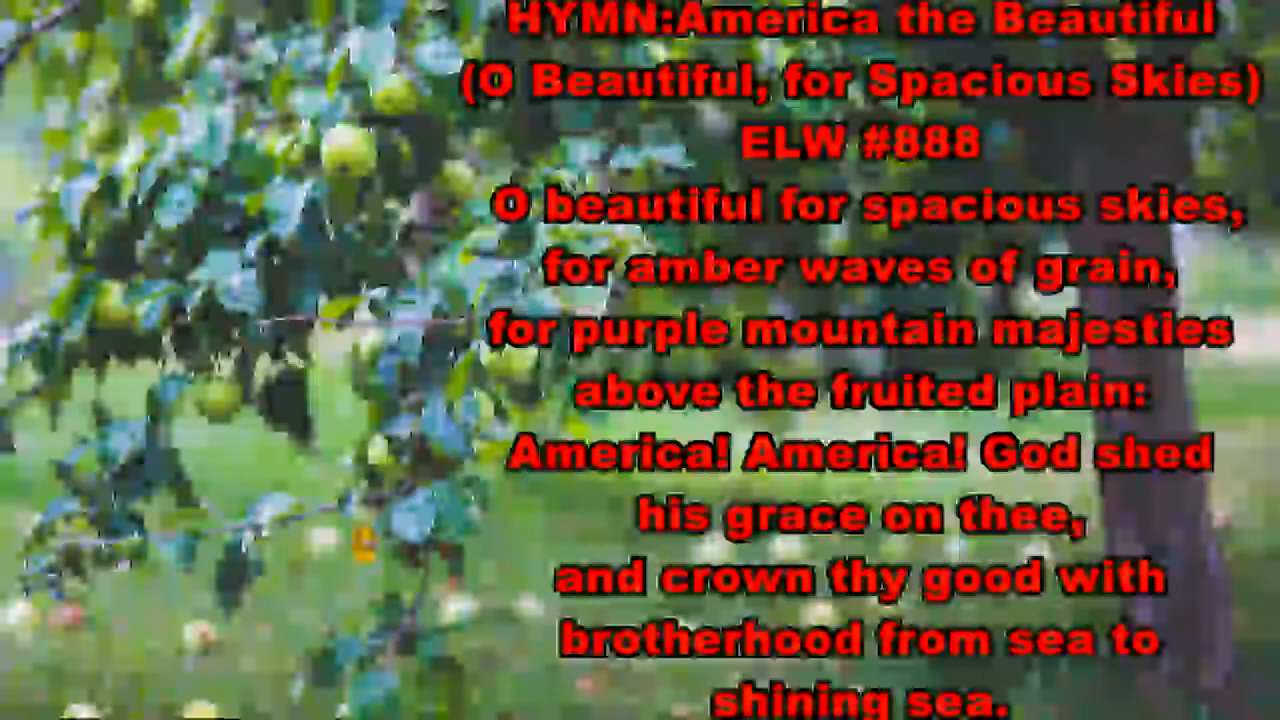 HYMN:America the Beautiful
(O Beautiful, for Spacious Skies)
ELW #888
O beautiful for spacious skies,
for amber waves of grain,
for purple mountain majesties
above the fruited plain:
America! America! God shed
his grace on thee,
and crown thy good with
brotherhood from sea to
shining sea.